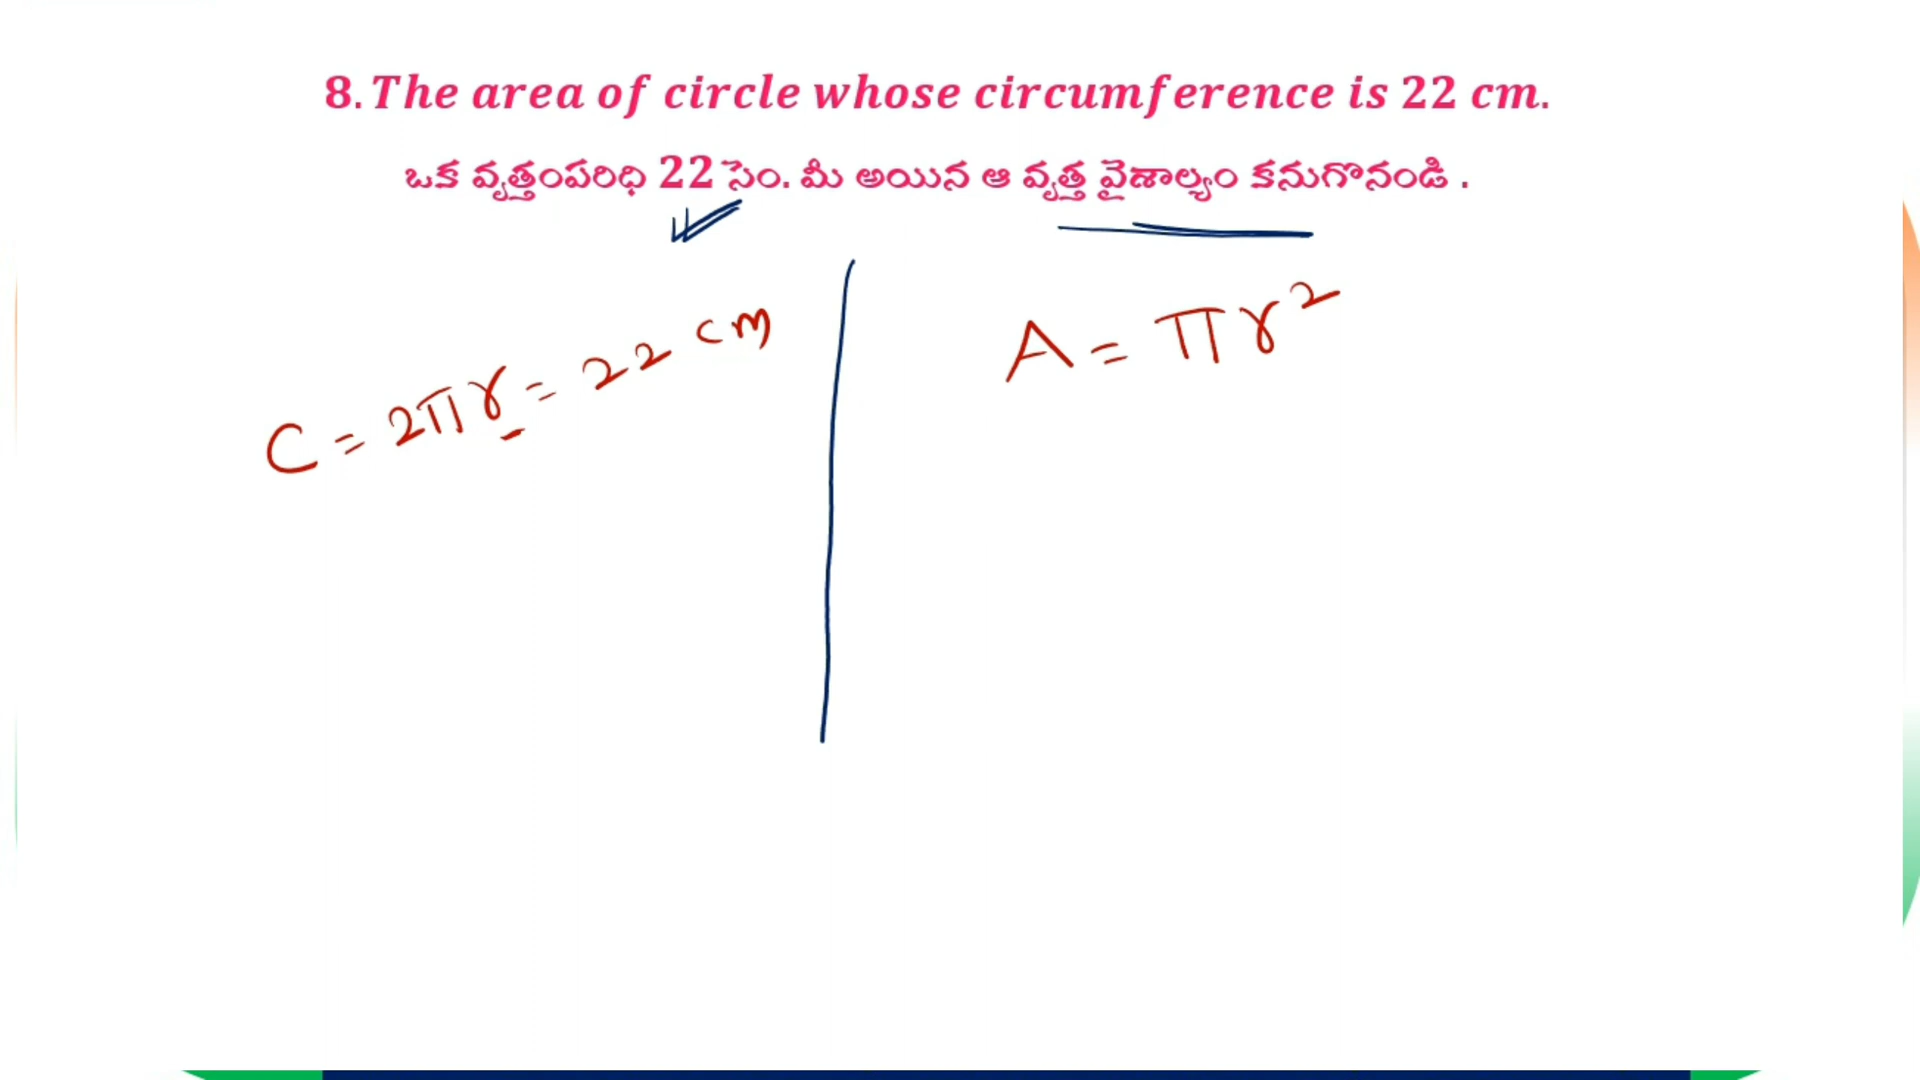 8. The area of circle whose circumference is 22 cm.
ఒక వృత్తంపరిధి 22 సెం. మీ అయిన ఆ వృత్త వైశాల్యం కనుగొనండి .
C = 2πr = 22 cm
A = πr²